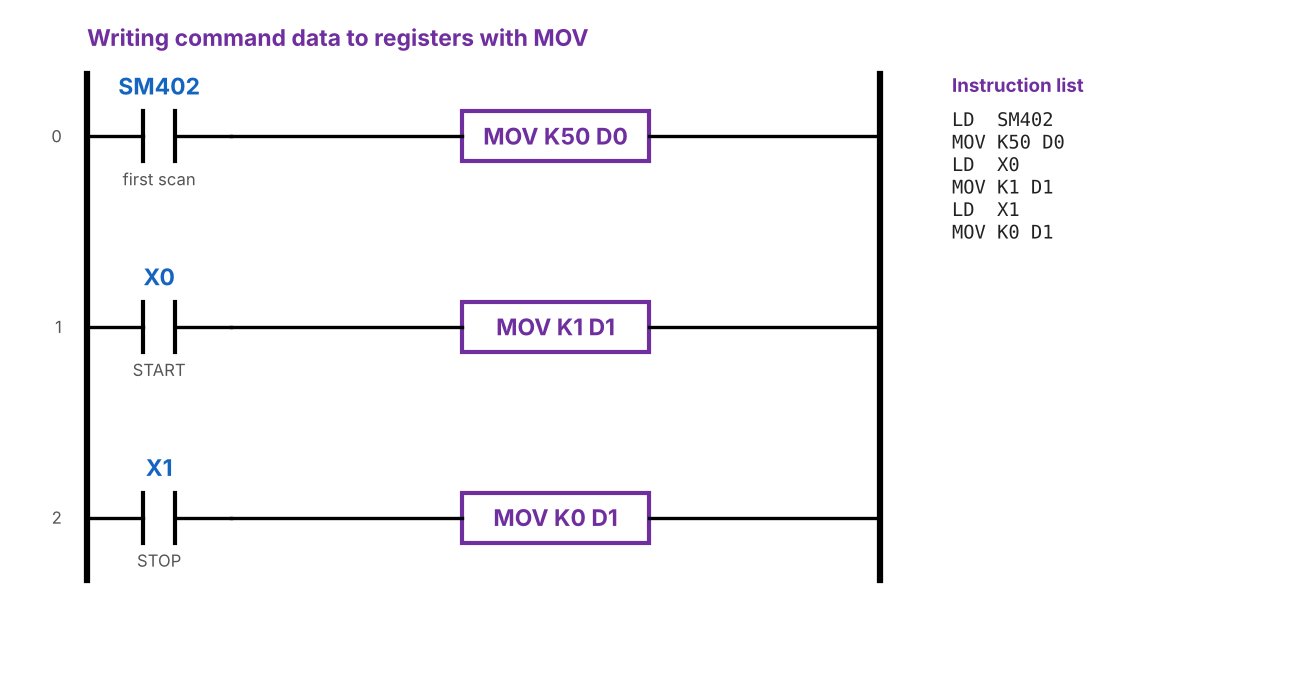 Writing command data to registers with MOV
SM402
0
MOV K50 D0
first scan
X0
1
MOV K1 D1
START
X1
2
MOV K0 D1
STOP
Instruction list
LD  SM402
MOV K50 D0
LD  X0
MOV K1 D1
LD  X1
MOV K0 D1